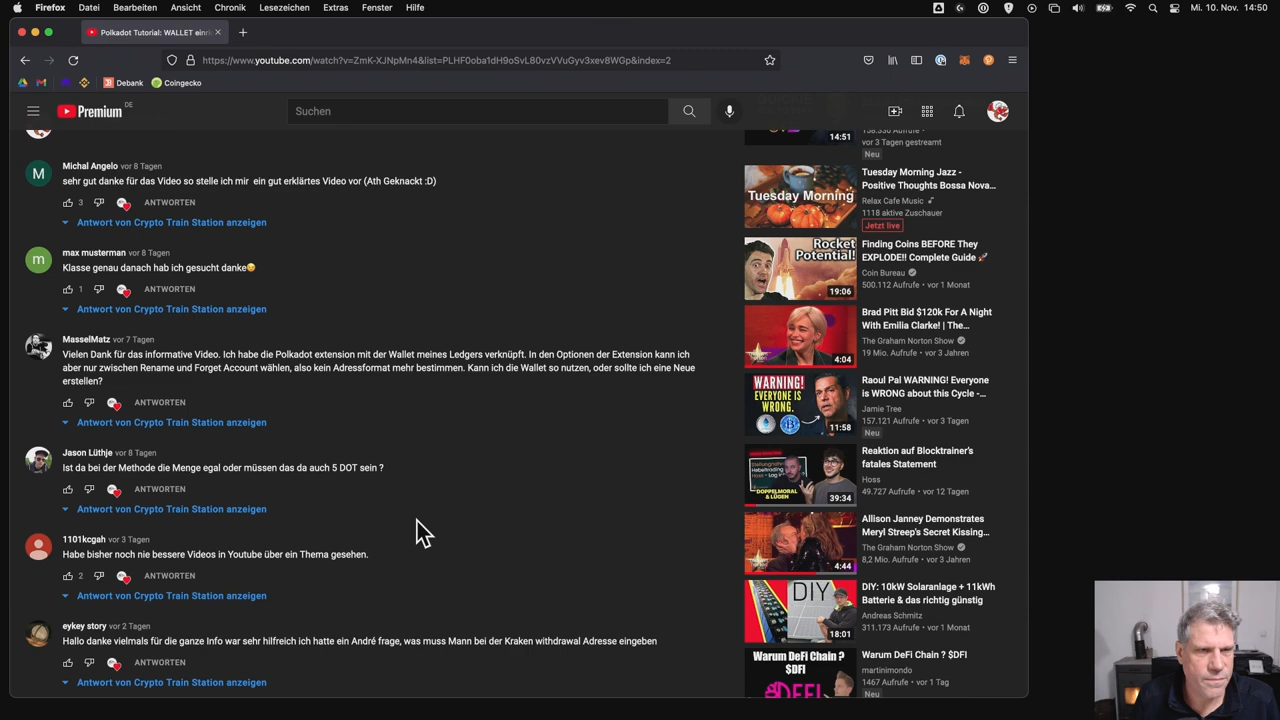 Firefox Datei Bearbeiten Ansicht Chronik Lesezeichen Extras Fenster Hilfe Mi. 10. Nov. 14:50
Polkadot Tutorial: WALLET einri
https://www.youtube.com/watch?v=ZmK-XJNpMn4&list=PLHF0oba1dH9oSvL80vzVVuGyv3xev8WGp&index=2
Debank Coingecko
Premium DE
Suchen
Michal Angelo vor 8 Tagen
sehr gut danke für das Video so stelle ich mir ein gut erklärtes Video vor (Ath Geknackt :D)
3 ANTWORTEN
Antwort von Crypto Train Station anzeigen
m
max musterman vor 8 Tagen
Klasse genau danach hab ich gesucht danke
1 ANTWORTEN
Antwort von Crypto Train Station anzeigen
MasselMatz vor 7 Tagen
Vielen Dank für das informative Video. Ich habe die Polkadot extension mit der Wallet meines Ledgers verknüpft. In den Optionen der Extension kann ich
aber nur zwischen Rename und Forget Account wählen, also kein Adressformat mehr bestimmen. Kann ich die Wallet so nutzen, oder sollte ich eine Neue
erstellen?
ANTWORTEN
Antwort von Crypto Train Station anzeigen
Jason Lüthje vor 8 Tagen
Ist da bei der Methode die Menge egal oder müssen das da auch 5 DOT sein ?
ANTWORTEN
Antwort von Crypto Train Station anzeigen
1101kcgah vor 3 Tagen
Habe bisher noch nie bessere Videos in Youtube über ein Thema gesehen.
2 ANTWORTEN
Antwort von Crypto Train Station anzeigen
eykey story vor 2 Tagen
Hallo danke vielmals für die ganze Info war sehr hilfreich ich hatte ein André frage, was muss Mann bei der Kraken withdrawal Adresse eingeben
ANTWORTEN
Antwort von Crypto Train Station anzeigen
14:51
158.330 Aufrufe •
vor 3 Tagen gestreamt
Neu
Tuesday Morning
Tuesday Morning Jazz -
Positive Thoughts Bossa Nova...
Relax Cafe Music
1118 aktive Zuschauer
Jetzt live
Rocket
Potential!
19:06
Finding Coins BEFORE They
EXPLODE!! Complete Guide
Coin Bureau
500.112 Aufrufe • vor 1 Monat
4:04
Brad Pitt Bid $120k For A Night
With Emilia Clarke! | The...
The Graham Norton Show
19 Mio. Aufrufe • vor 3 Jahren
WARNING!
EVERYONE
IS
WRONG.
11:58
Raoul Pal WARNING! Everyone
is WRONG about this Cycle -...
Jamie Tree
157.121 Aufrufe • vor 3 Tagen
Neu
DOPPELMORAL
& LÜGEN
39:34
Reaktion auf Blocktrainer's
fatales Statement
Hoss
49.727 Aufrufe • vor 12 Tagen
4:44
Allison Janney Demonstrates
Meryl Streep's Secret Kissing...
The Graham Norton Show
8,2 Mio. Aufrufe • vor 3 Jahren
DIY
18:01
DIY: 10kW Solaranlage + 11kWh
Batterie & das richtig günstig
Andreas Schmitz
311.173 Aufrufe • vor 1 Monat
Warum DeFi Chain ?
$DFI
Warum DeFi Chain ? $DFI
martinimondo
1467 Aufrufe • vor 1 Tag
Neu